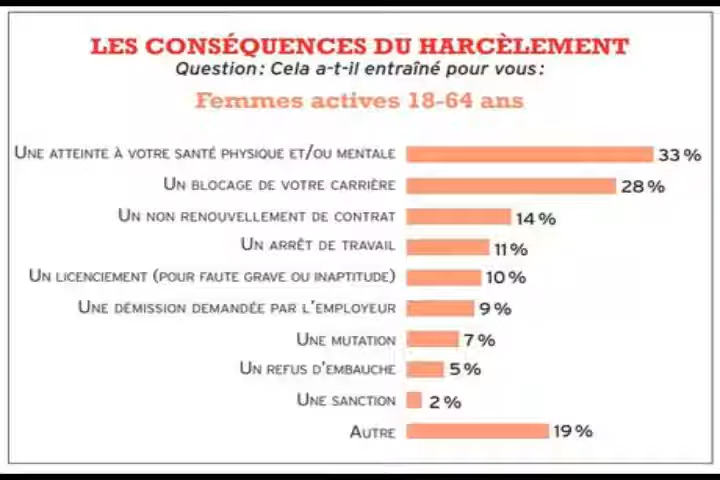 LES CONSÉQUENCES DU HARCÈLEMENT
Question : Cela a-t-il entraîné pour vous :
Femmes actives 18-64 ans
UNE ATTEINTE À VOTRE SANTÉ PHYSIQUE ET/OU MENTALE 33 %
UN BLOCAGE DE VOTRE CARRIÈRE 28 %
UN NON RENOUVELLEMENT DE CONTRAT 14 %
UN ARRÊT DE TRAVAIL 11 %
UN LICENCIEMENT (POUR FAUTE GRAVE OU INAPTITUDE) 10 %
UNE DÉMISSION DEMANDÉE PAR L'EMPLOYEUR 9 %
UNE MUTATION 7 %
UN REFUS D'EMBAUCHE 5 %
UNE SANCTION 2 %
AUTRE 19 %